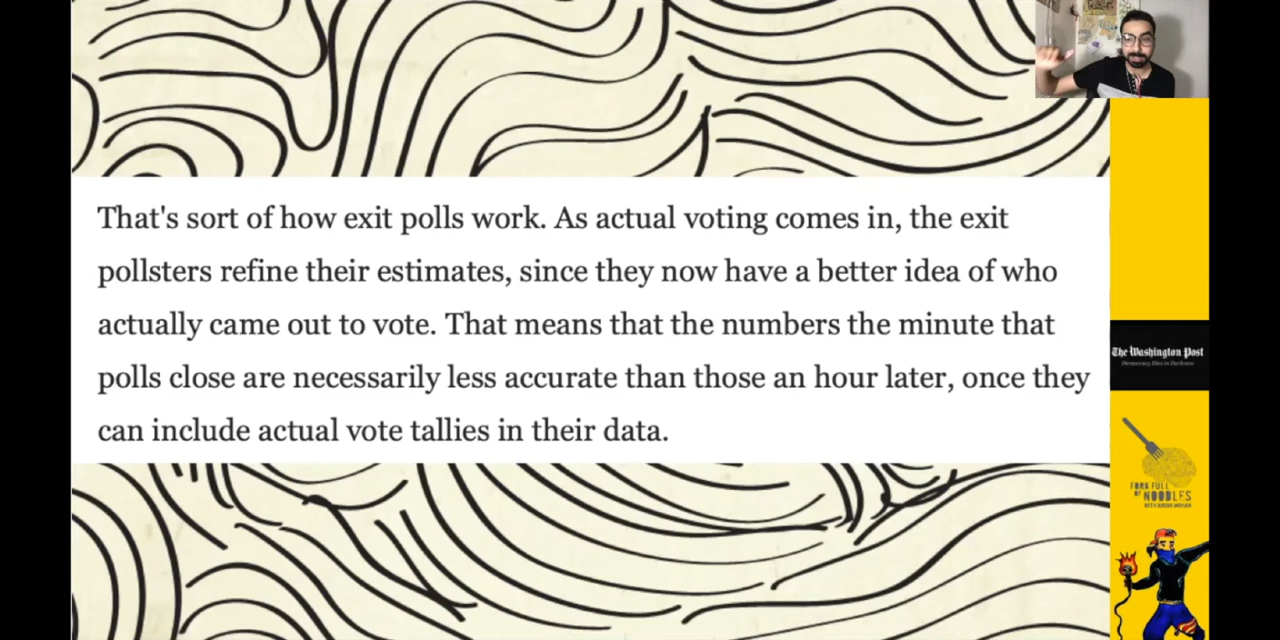 That's sort of how exit polls work. As actual voting comes in, the exit
pollsters refine their estimates, since they now have a better idea of who
actually came out to vote. That means that the numbers the minute that
polls close are necessarily less accurate than those an hour later, once they
can include actual vote tallies in their data.
The Washington Post
Democracy Dies in Darkness
FORK FULL
OF NOODLES
WITH KRISH MOHAN